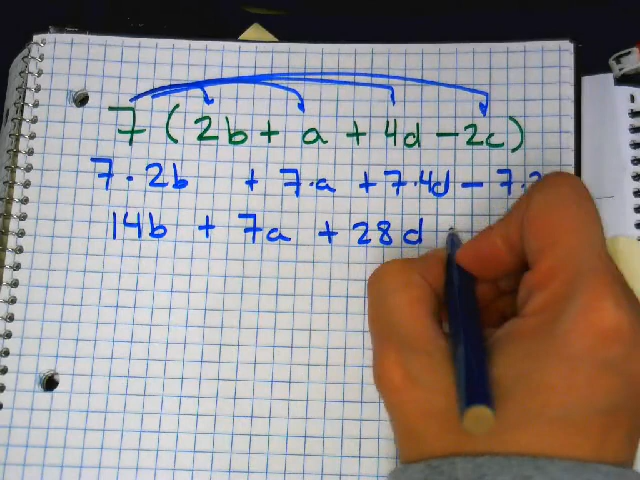 7 (2b + a + 4d - 2c)
7 · 2b + 7·a + 7·4d - 7·
14b + 7a + 28d